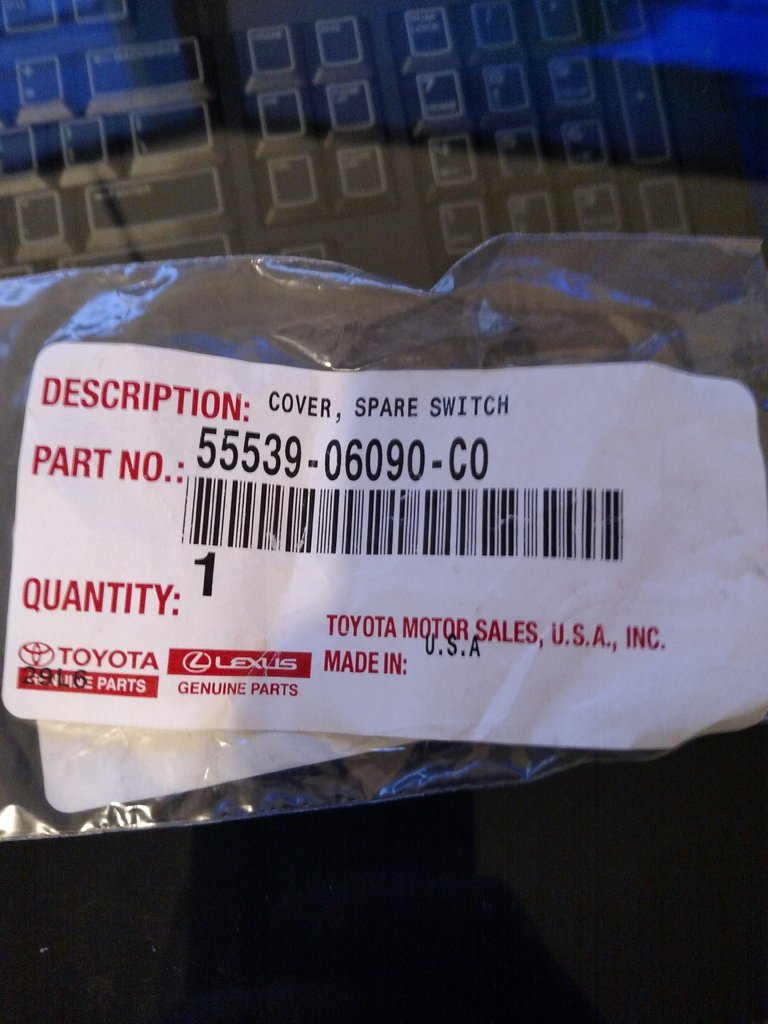 DESCRIPTION: COVER, SPARE SWITCH
PART NO.: 55539-06090-C0
QUANTITY: 1
TOYOTA MOTOR SALES, U.S.A., INC.
MADE IN: U.S.A
TOYOTA
LEXUS
29L6
PARTS
GENUINE PARTS